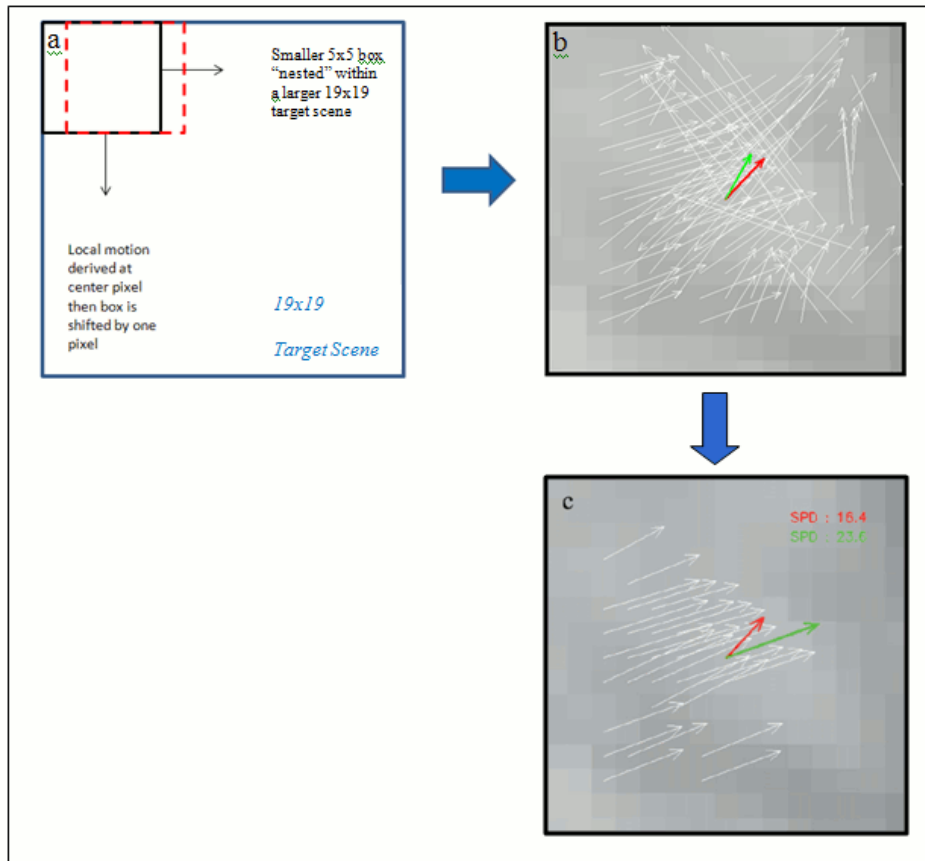 a
Smaller 5x5 box
“nested” within
a larger 19x19
target scene
Local motion
derived at
center pixel
then box is
shifted by one
pixel
19x19
Target Scene
b
c
SPD : 16.4
SPD : 23.6